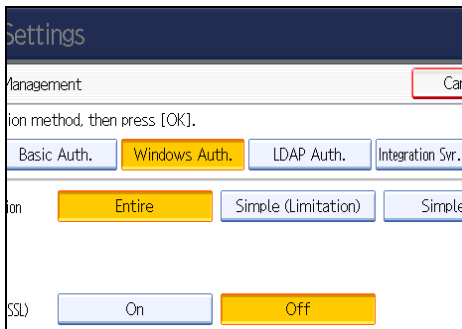 Settings
Management
ion method, then press [OK].
Basic Auth. Windows Auth. LDAP Auth. Integration Svr.
ion Entire Simple (Limitation) Simple
SSL) On Off